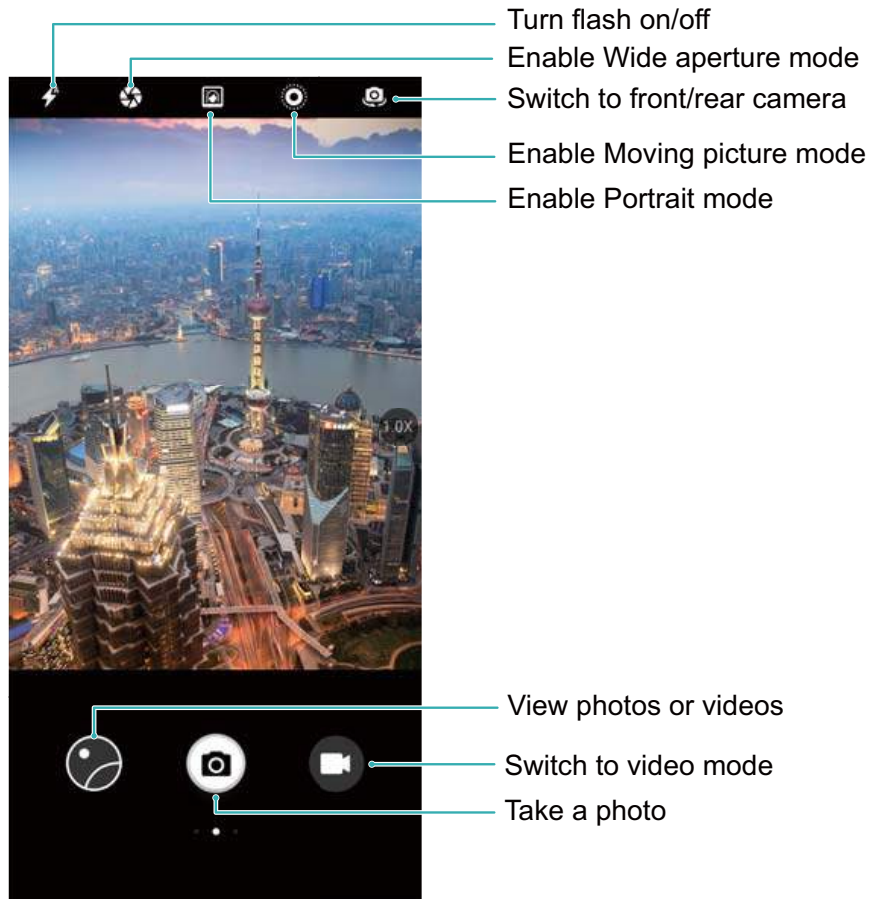 Turn flash on/off
Enable Wide aperture mode
Switch to front/rear camera
Enable Moving picture mode
Enable Portrait mode
1.0X
View photos or videos
Switch to video mode
Take a photo